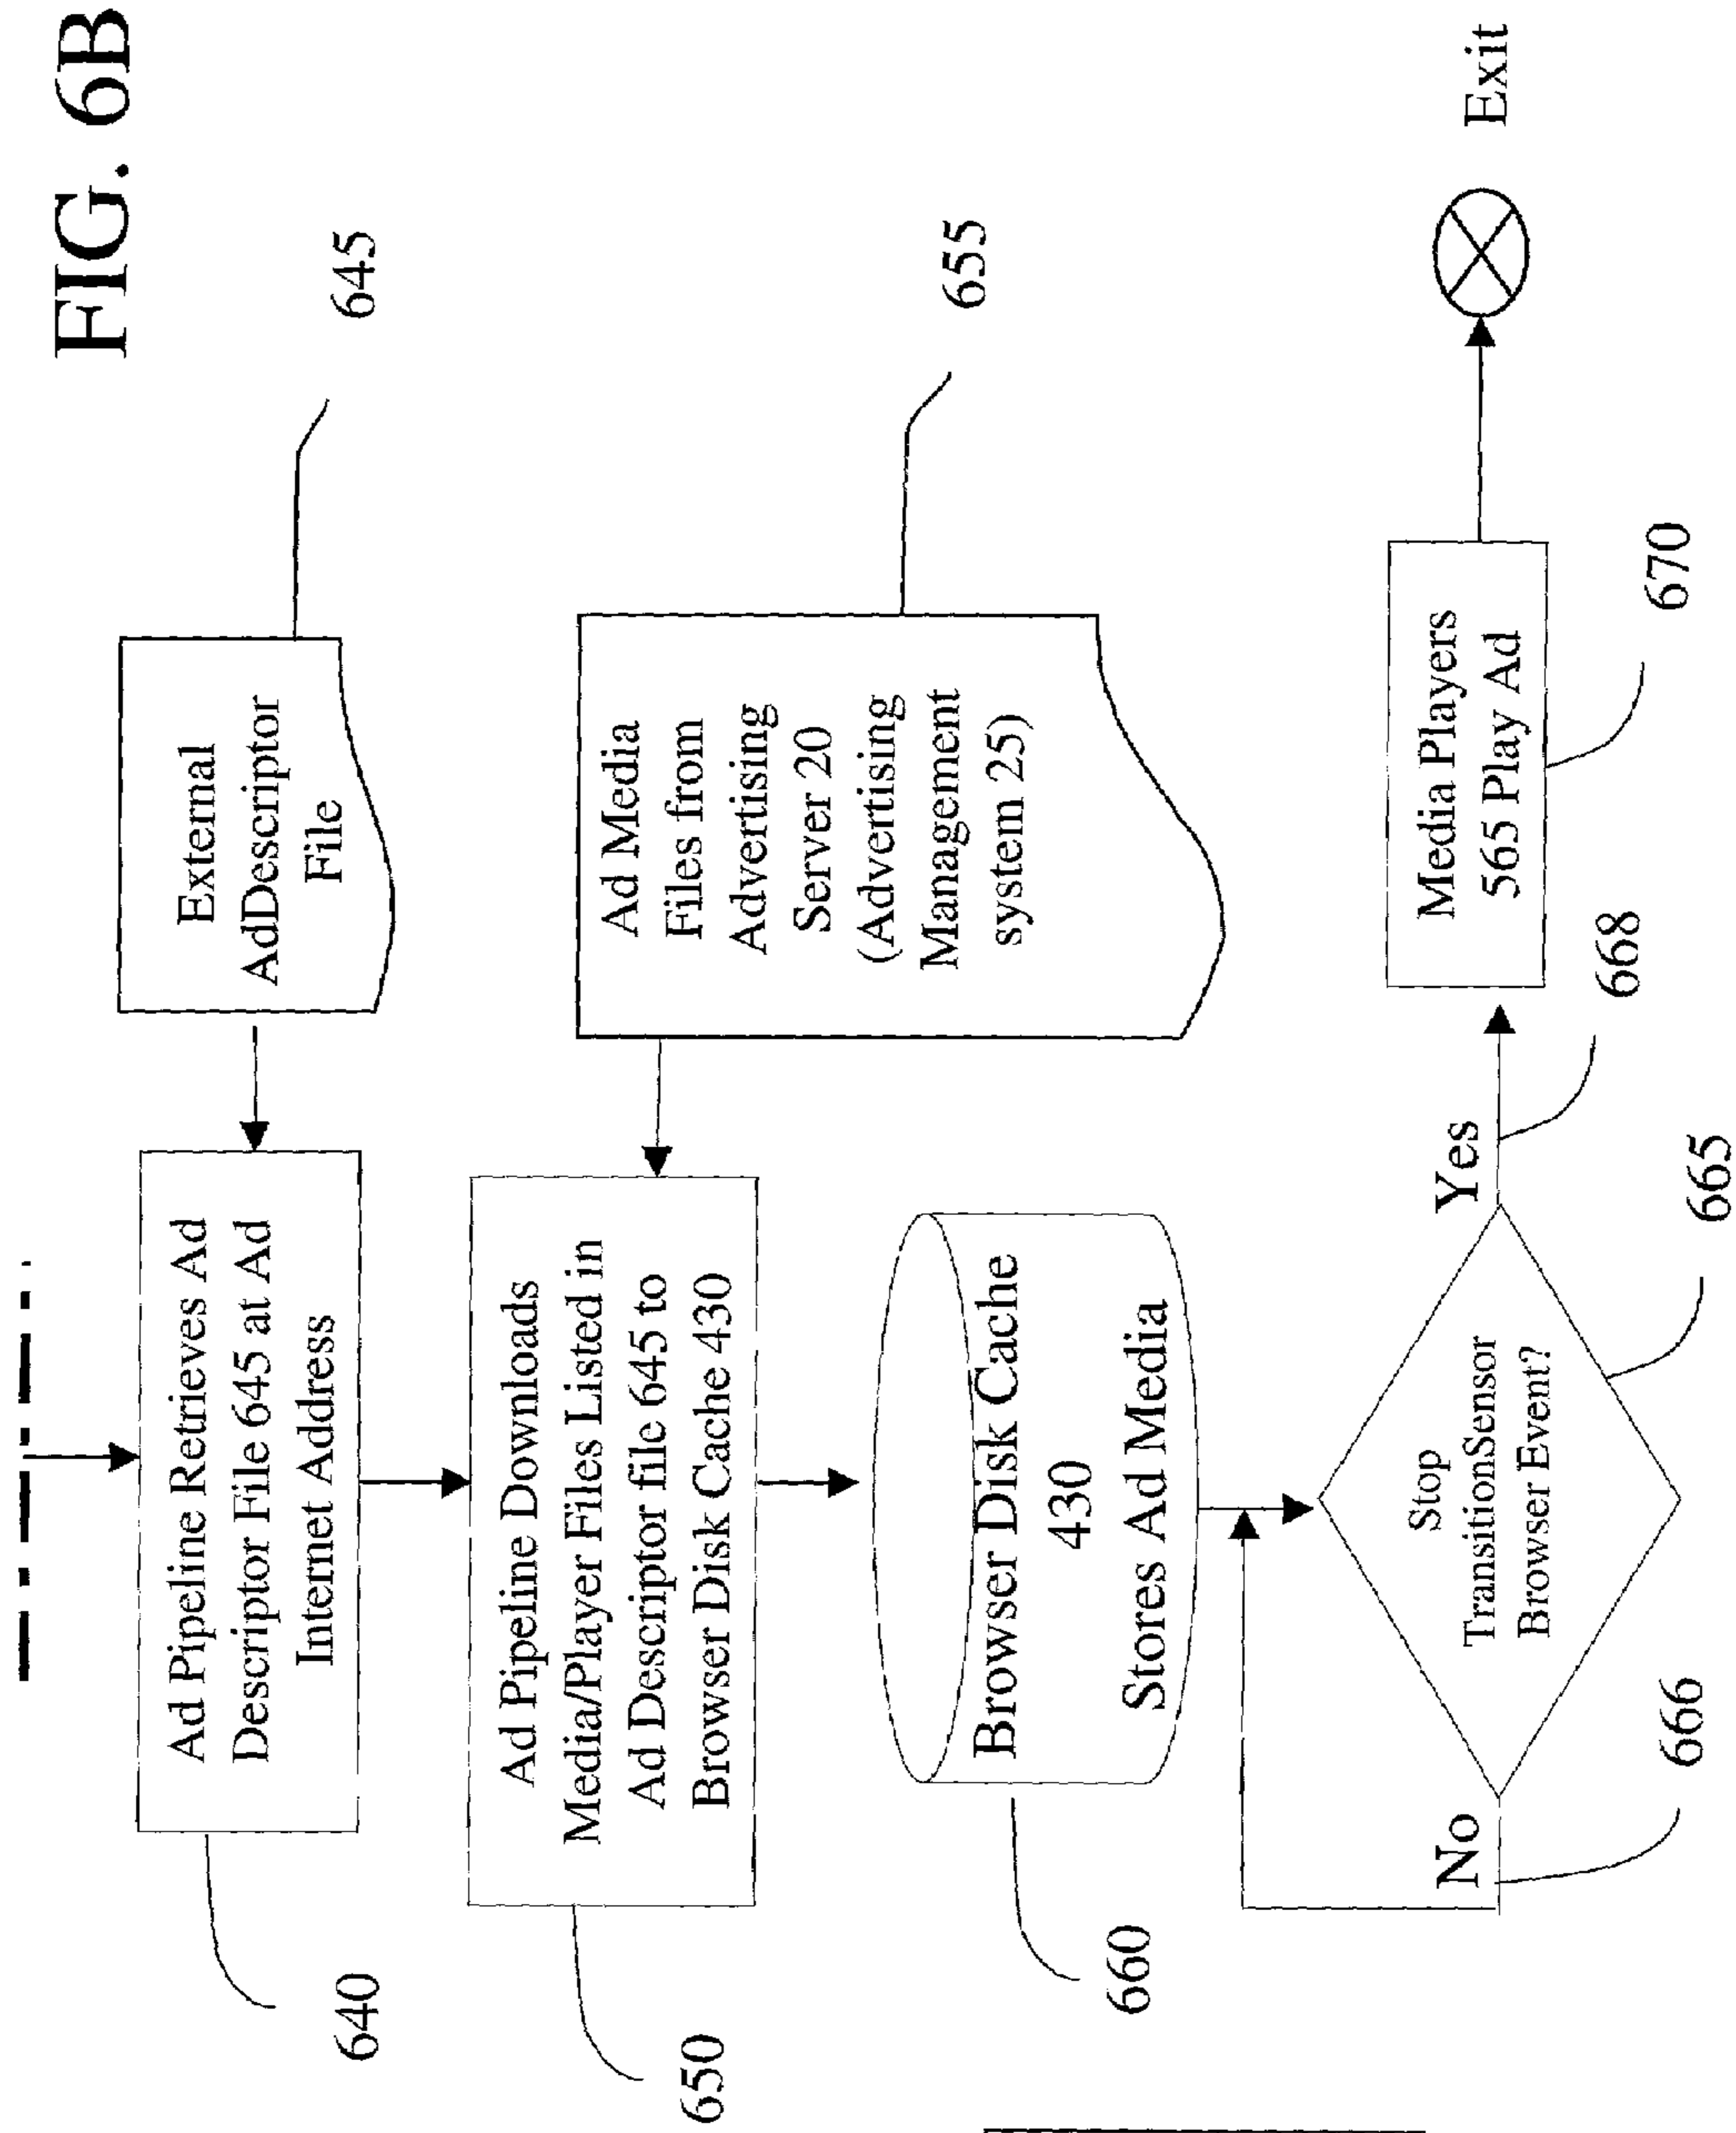 FIG. 6B
Ad Pipeline Retrieves Ad
Descriptor File 645 at Ad
Internet Address
640
External
AdDescriptor
File
645
Ad Pipeline Downloads
Media/Player Files Listed in
Ad Descriptor file 645 to
Browser Disk Cache 430
650
Ad Media
Files from
Advertising
Server 20
(Advertising
Management
system 25)
655
Browser Disk Cache
430
Stores Ad Media
660
Stop
TransitionSensor
Browser Event?
665
No
666
Yes
668
Media Players
565 Play Ad
670
Exit